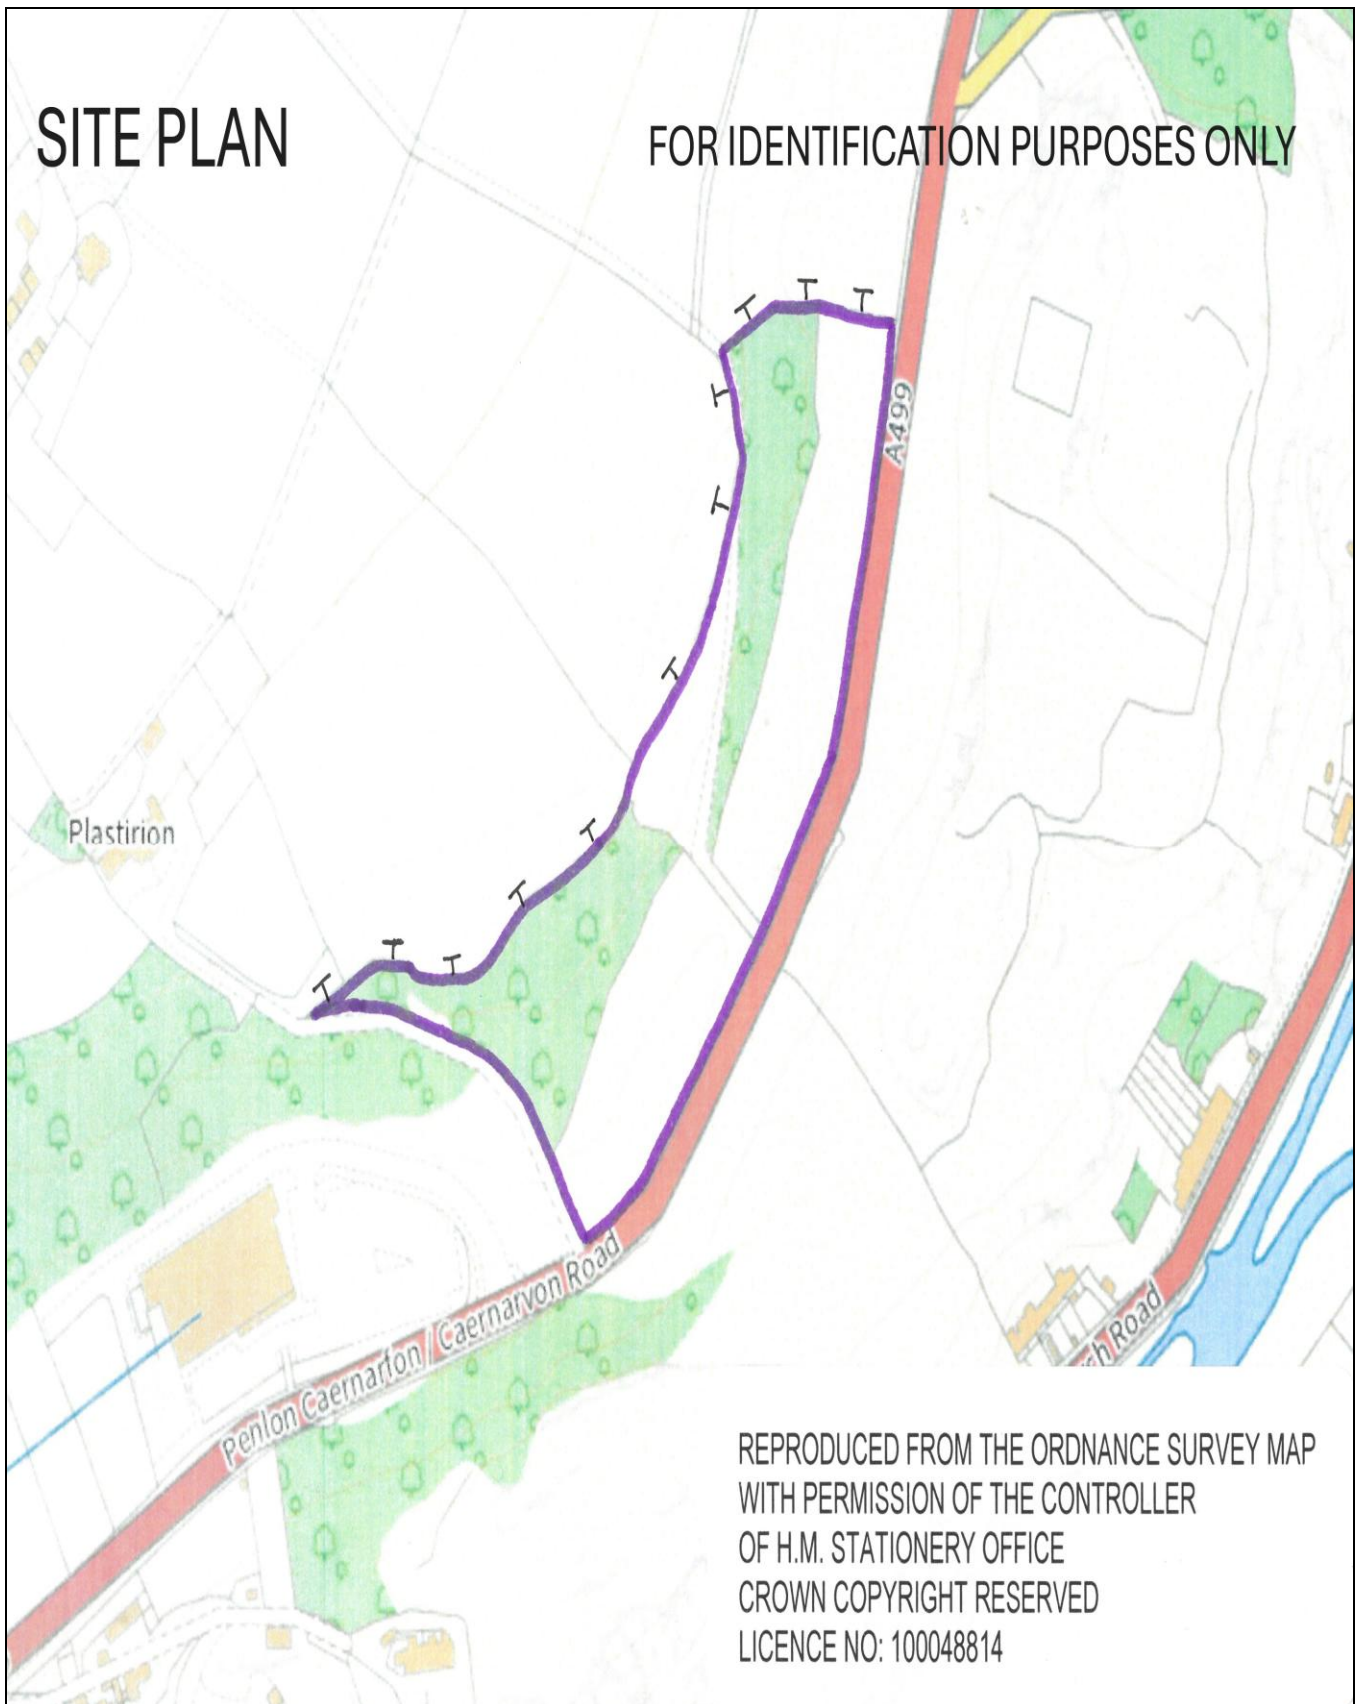 SITE PLAN
FOR IDENTIFICATION PURPOSES ONLY
T
T
T
T
T
T
T
T
T
T
T
A499
Plastirion
Penlon Caernarfon / Caernarvon Road
ch Road
REPRODUCED FROM THE ORDNANCE SURVEY MAP
WITH PERMISSION OF THE CONTROLLER
OF H.M. STATIONERY OFFICE
CROWN COPYRIGHT RESERVED
LICENCE NO: 100048814